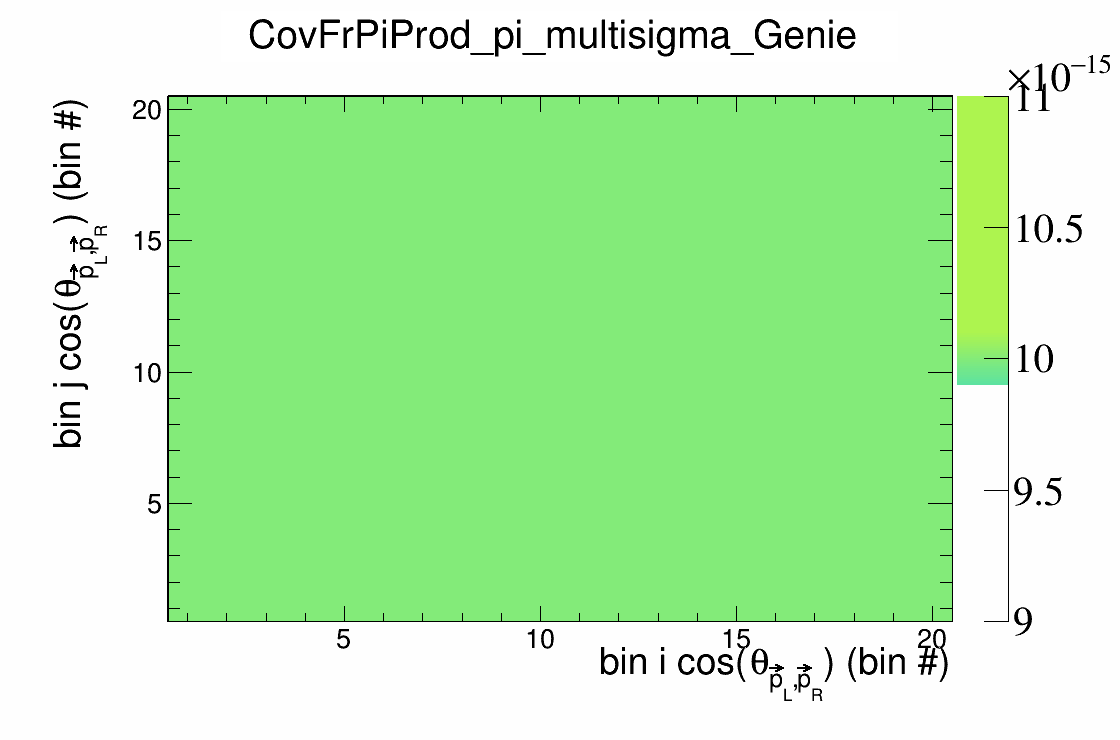 CovFrPiProd_pi_multisigma_Genie
×10⁻¹⁵
11
10.5
10
9.5
9
bin j cos(θ_{p⃗_L,p⃗_R}) (bin #)
20
15
10
5
5 10 15 20
bin i cos(θ_{p⃗_L,p⃗_R}) (bin #)